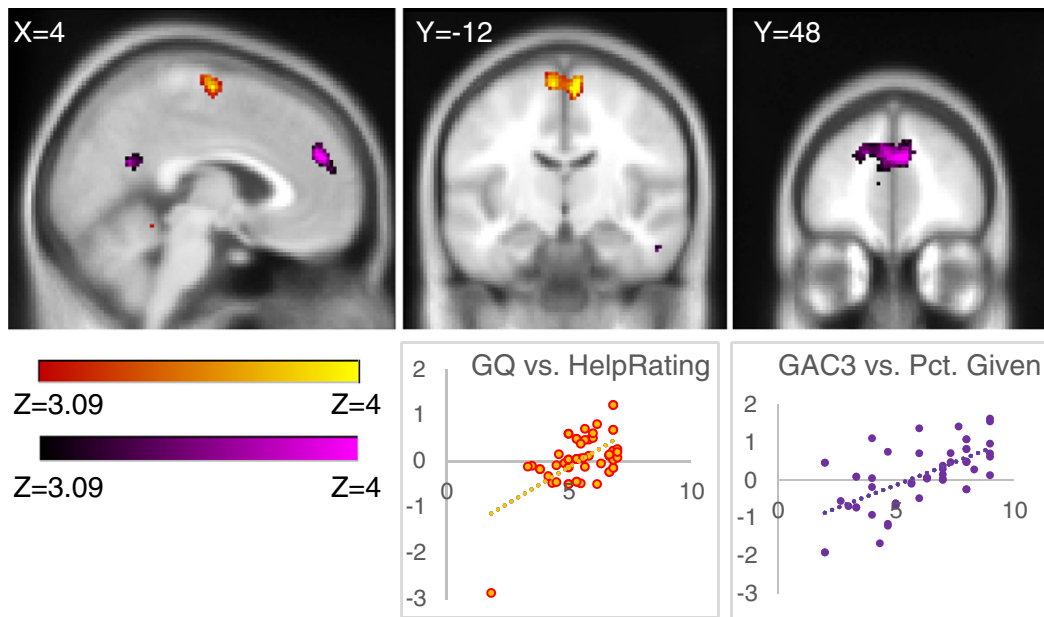 X=4
Y=-12
Y=48
Z=3.09 Z=4
Z=3.09 Z=4
GQ vs. HelpRating
2
1
0
-1
-2
-3
0 5 10
GAC3 vs. Pct. Given
2
1
0
-1
-2
-3
0 5 10